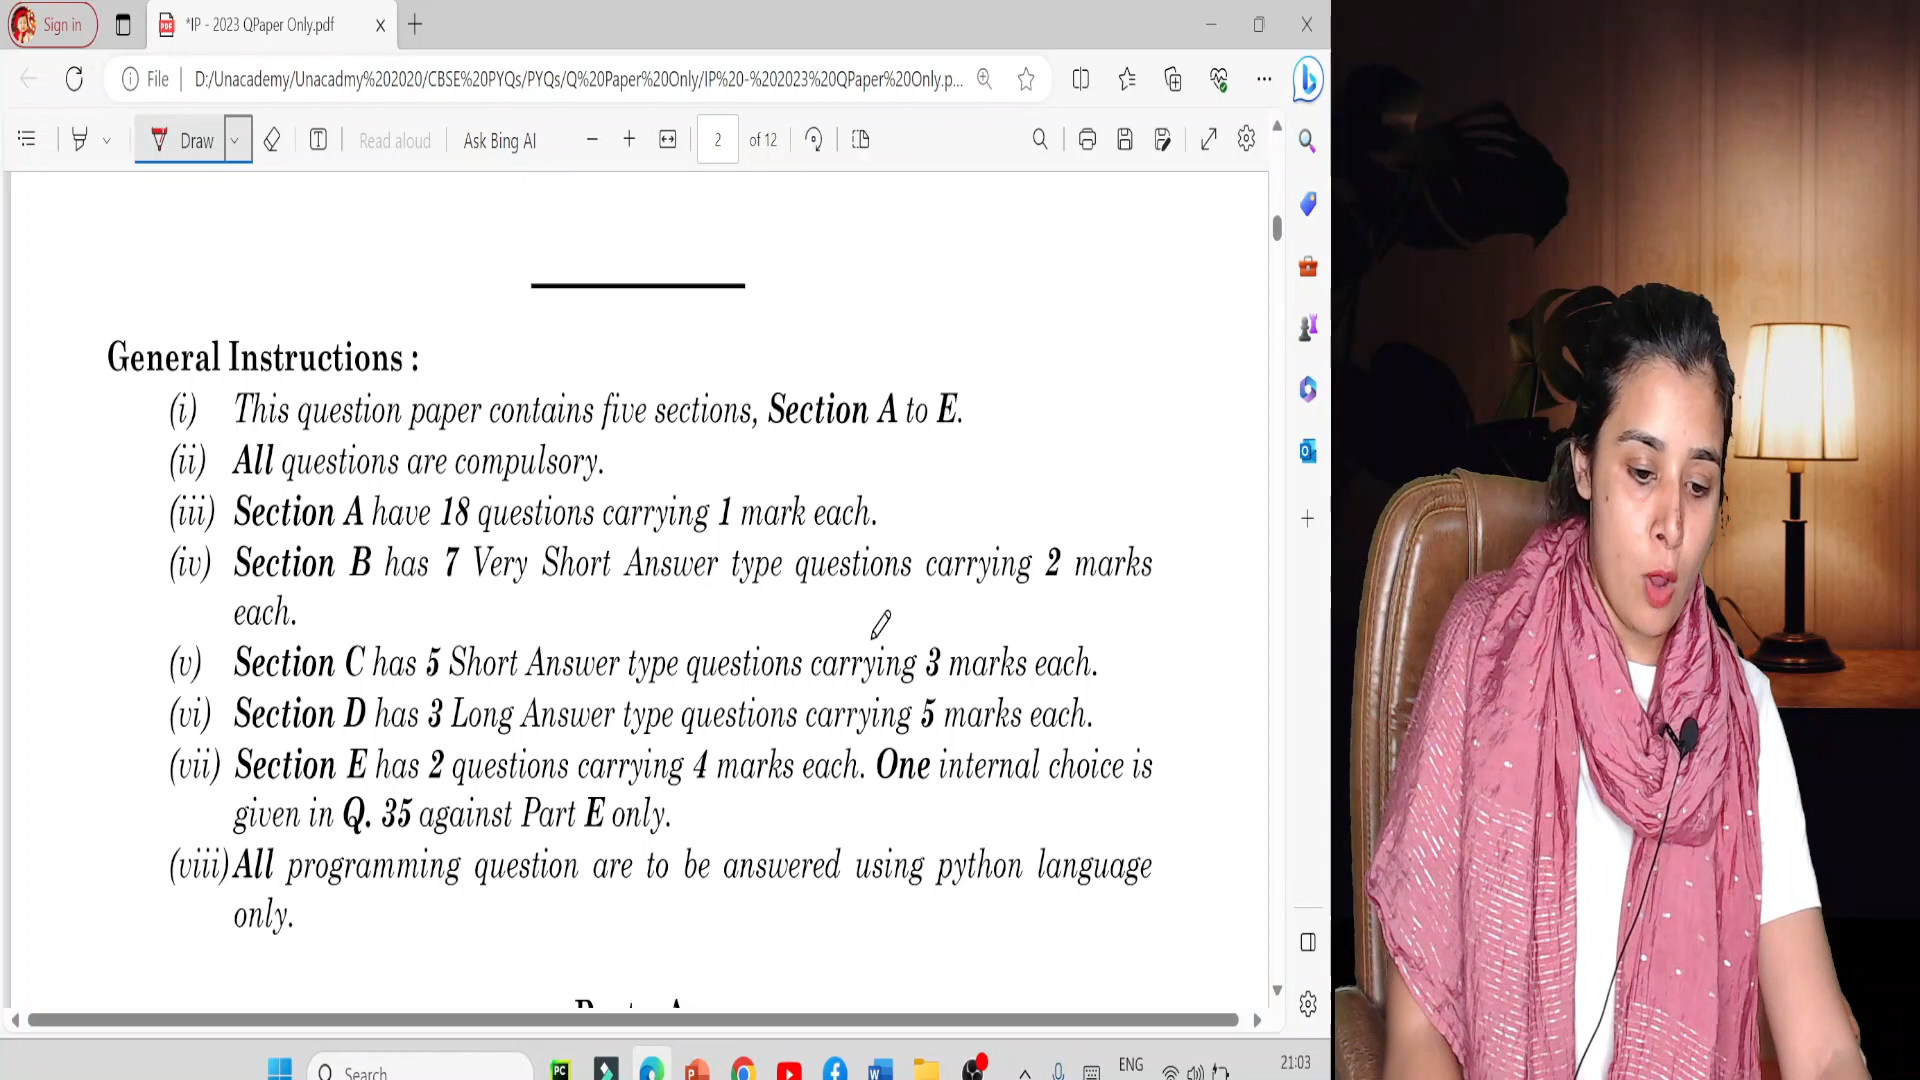 Sign in
*IP - 2023 QPaper Only.pdf
File
D:/Unacademy/Unacadmy%202020/CBSE%20PYQs/PYQs/Q%20Paper%20Only/IP%20-%202023%20QPaper%20Only.p...
Draw
Read aloud
Ask Bing AI
2 of 12
General Instructions :
(i) This question paper contains five sections, Section A to E.
(ii) All questions are compulsory.
(iii) Section A have 18 questions carrying 1 mark each.
(iv) Section B has 7 Very Short Answer type questions carrying 2 marks
each.
(v) Section C has 5 Short Answer type questions carrying 3 marks each.
(vi) Section D has 3 Long Answer type questions carrying 5 marks each.
(vii) Section E has 2 questions carrying 4 marks each. One internal choice is
given in Q. 35 against Part E only.
(viii) All programming question are to be answered using python language
only.
Search
ENG
21:03